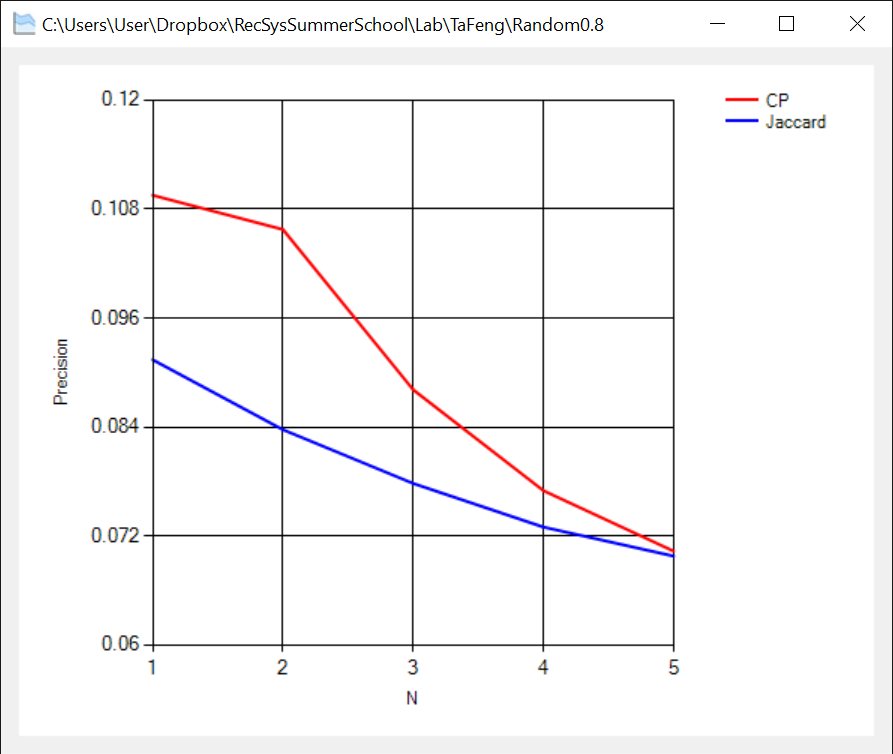 C:\Users\User\Dropbox\RecSysSummerSchool\Lab\TaFeng\Random0.8
CP
Jaccard
0.12
0.108
0.096
0.084
0.072
0.06
Precision
1 2 3 4 5
N